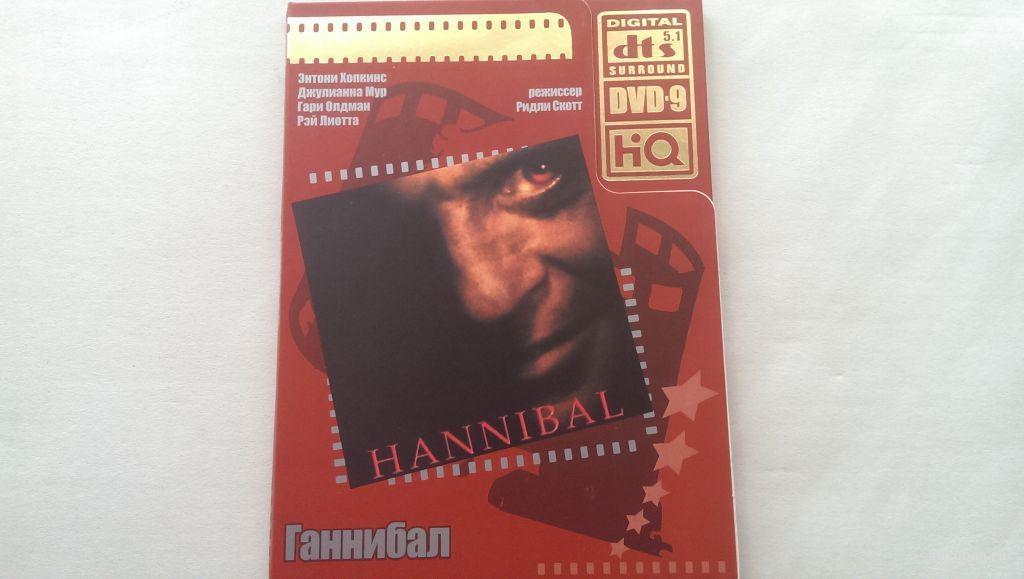 Энтони Хопкинс
Джулианна Мур
Гари Олдман
Рэй Лиотта
режиссер
Ридли Скотт
DIGITAL
dts 5.1
SURROUND
DVD-9
HiQ
HANNIBAL
Ганнибал